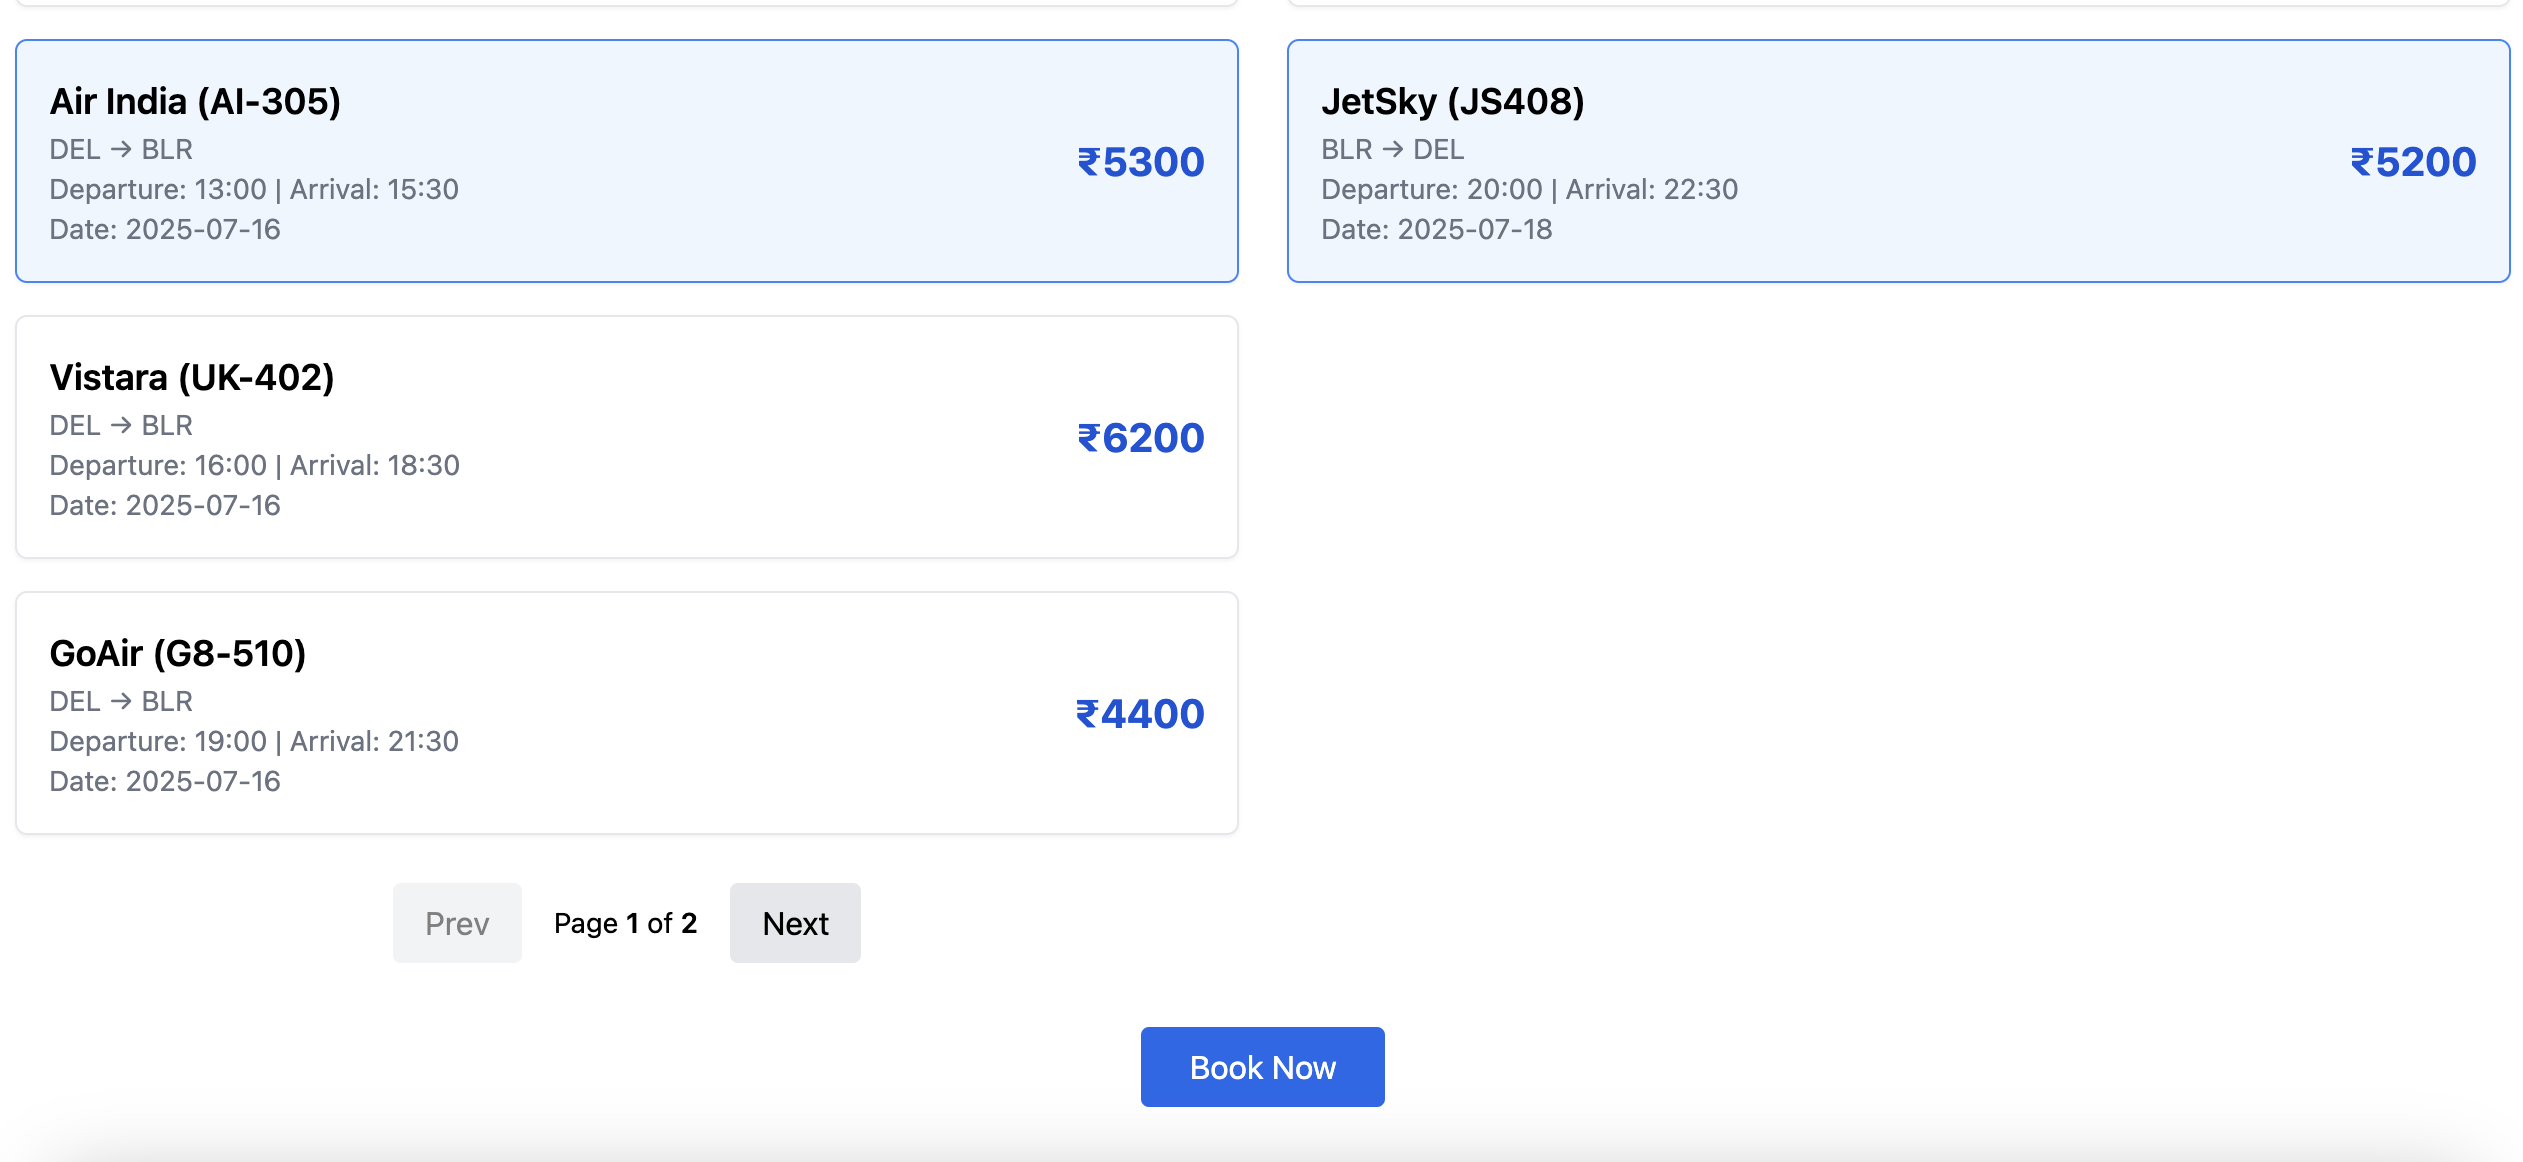 Air India (AI-305)
DEL → BLR
Departure: 13:00 | Arrival: 15:30
Date: 2025-07-16
₹5300
JetSky (JS408)
BLR → DEL
Departure: 20:00 | Arrival: 22:30
Date: 2025-07-18
₹5200
Vistara (UK-402)
DEL → BLR
Departure: 16:00 | Arrival: 18:30
Date: 2025-07-16
₹6200
GoAir (G8-510)
DEL → BLR
Departure: 19:00 | Arrival: 21:30
Date: 2025-07-16
₹4400
Prev Page 1 of 2 Next
Book Now